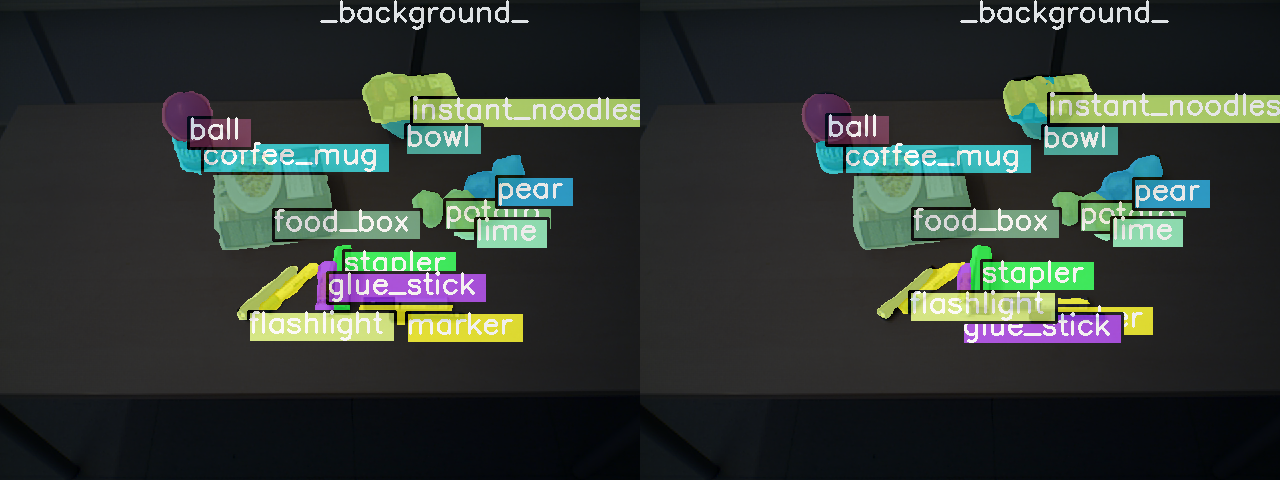 _background_
instant_noodles
ball
bowl
coffee_mug
pear
potato
food_box
lime
stapler
glue_stick
flashlight
marker
_background_
instant_noodles
ball
bowl
coffee_mug
pear
food_box
lime
stapler
flashlight
glue_stick